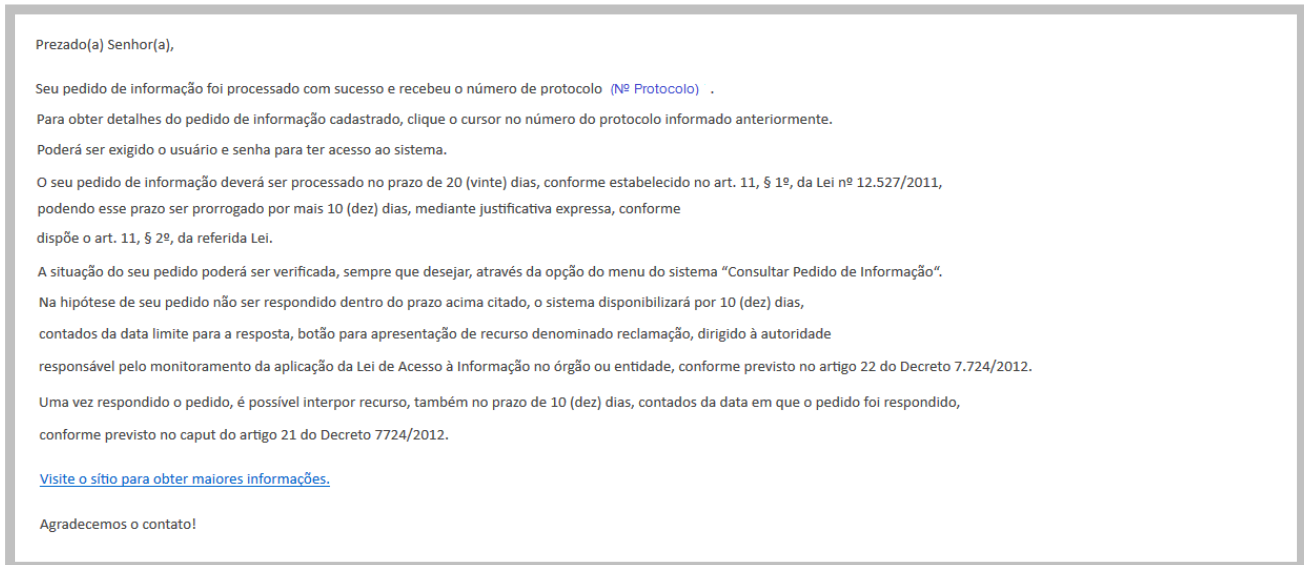 Prezado(a) Senhor(a),
Seu pedido de informação foi processado com sucesso e recebeu o número de protocolo (Nº Protocolo) .
Para obter detalhes do pedido de informação cadastrado, clique o cursor no número do protocolo informado anteriormente.
Poderá ser exigido o usuário e senha para ter acesso ao sistema.
O seu pedido de informação deverá ser processado no prazo de 20 (vinte) dias, conforme estabelecido no art. 11, § 1º, da Lei nº 12.527/2011,
podendo esse prazo ser prorrogado por mais 10 (dez) dias, mediante justificativa expressa, conforme
dispõe o art. 11, § 2º, da referida Lei.
A situação do seu pedido poderá ser verificada, sempre que desejar, através da opção do menu do sistema “Consultar Pedido de Informação“.
Na hipótese de seu pedido não ser respondido dentro do prazo acima citado, o sistema disponibilizará por 10 (dez) dias,
contados da data limite para a resposta, botão para apresentação de recurso denominado reclamação, dirigido à autoridade
responsável pelo monitoramento da aplicação da Lei de Acesso à Informação no órgão ou entidade, conforme previsto no artigo 22 do Decreto 7.724/2012.
Uma vez respondido o pedido, é possível interpor recurso, também no prazo de 10 (dez) dias, contados da data em que o pedido foi respondido,
conforme previsto no caput do artigo 21 do Decreto 7724/2012.
Visite o sítio para obter maiores informações.
Agradecemos o contato!